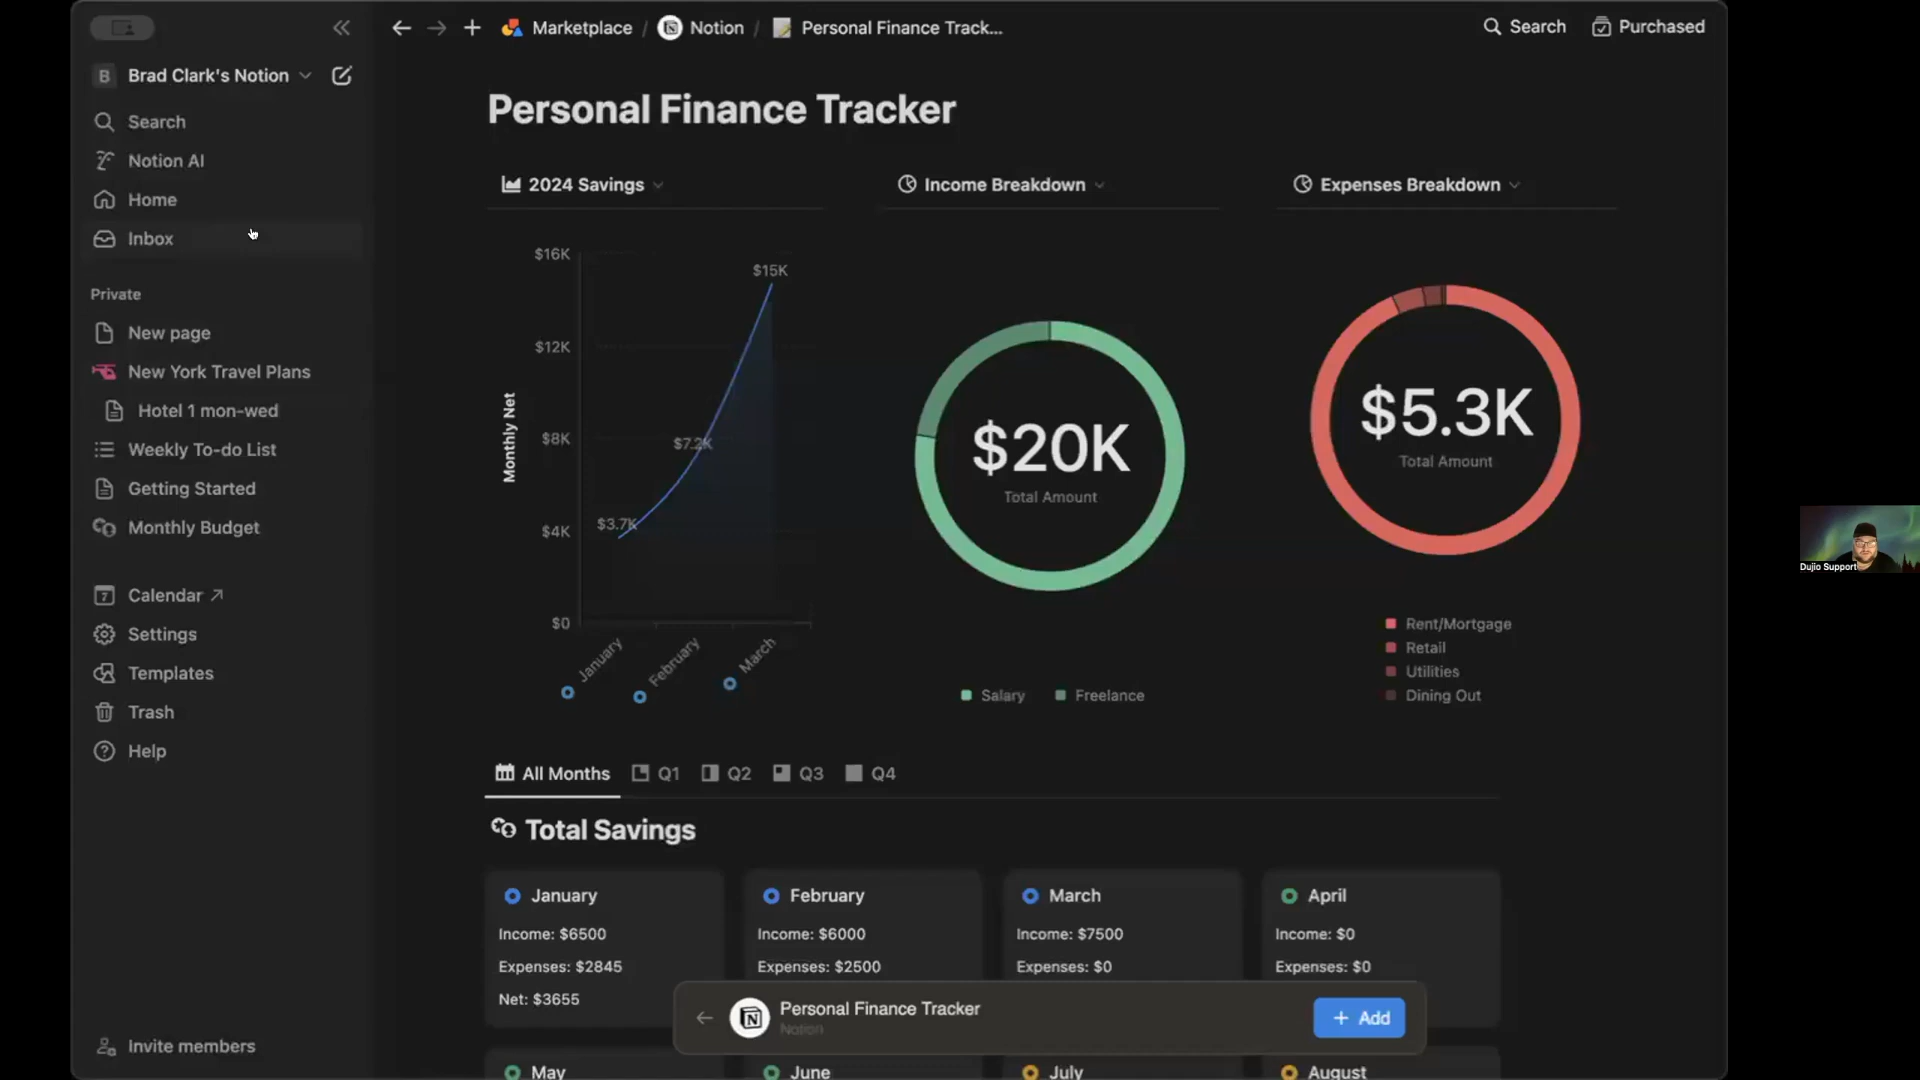 Marketplace / Notion / Personal Finance Track...
Search
Purchased
B Brad Clark's Notion
Search
Notion AI
Home
Inbox
Private
New page
New York Travel Plans
Hotel 1 mon-wed
Weekly To-do List
Getting Started
Monthly Budget
Calendar
Settings
Templates
Trash
Help
Invite members
Personal Finance Tracker
2024 Savings
Income Breakdown
Expenses Breakdown
Monthly Net
$16K
$12K
$8K
$4K
$0
$15K
$7.2K
$3.7K
January
February
March
$20K
Total Amount
Salary
Freelance
$5.3K
Total Amount
Rent/Mortgage
Retail
Utilities
Dining Out
All Months
Q1
Q2
Q3
Q4
Total Savings
January
Income: $6500
Expenses: $2845
Net: $3655
February
Income: $6000
Expenses: $2500
March
Income: $7500
Expenses: $0
April
Income: $0
Expenses: $0
May
June
July
August
Personal Finance Tracker
Notion
+ Add
Dujio Support